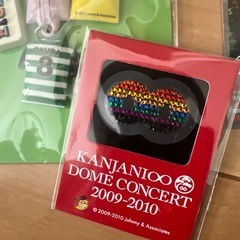 OKURA
8
KANJANI∞
DOME CONCERT
2009-2010
© 2009-2010 Johnny & Associates